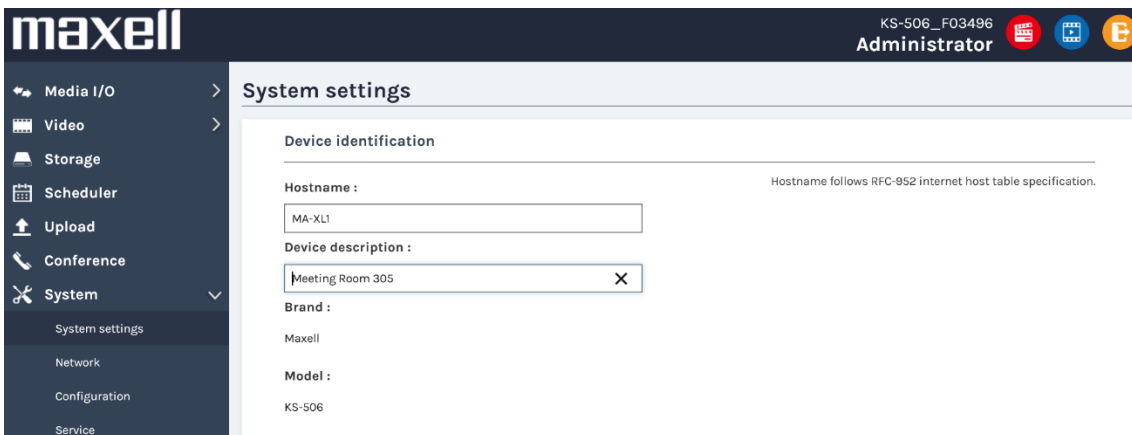 maxell
KS-506_F03496
Administrator
Media I/O
Video
Storage
Scheduler
Upload
Conference
System
System settings
Network
Configuration
Service
System settings
Device identification
Hostname :
Hostname follows RFC-952 internet host table specification.
MA-XL1
Device description :
Meeting Room 305
Brand :
Maxell
Model :
KS-506